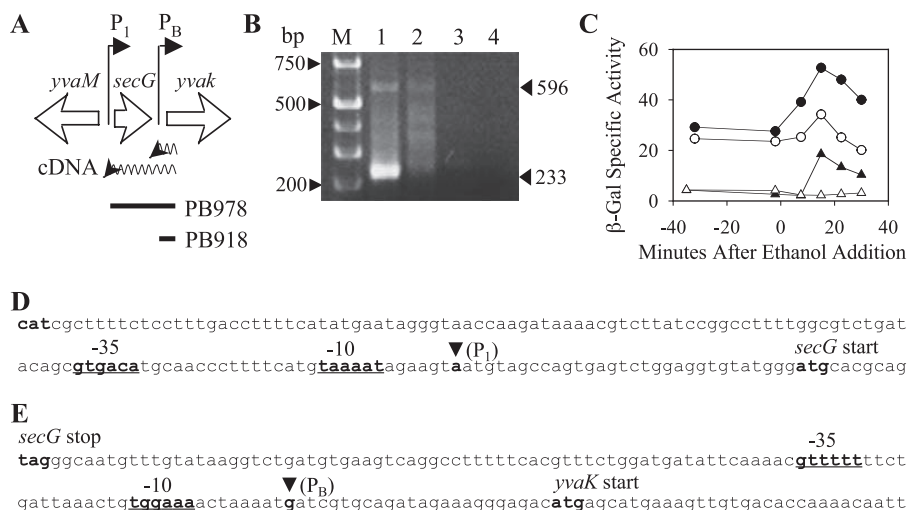 A
P1
PB
yvaM
secG
yvak
cDNA
PB978
PB918
B
bp
M
1
2
3
4
750
500
200
596
233
C
β-Gal Specific Activity
60
40
20
0
-40
-20
0
20
40
Minutes After Ethanol Addition
D
catcgcttttctcctttgaccttttcatatgaatagggtaaccaagataaaacgtcttatccggccttttggcgtctgat
-35
-10
(P1)
secG start
acagcgtgacatgcaacccttttcatgtaaaatagaagtaatgtagccagtgagtctggaggtgtatgggatgcacgcag
E
secG stop
-35
tagggcaatgtttgtataaggtctgatgtgaagtcaggcctttttcacgtttctggatgatattcaaaacgtttttttct
-10
(PB)
yvaK start
gattaaactgtggaaaactaaaatgatcgtgcagatagaaagggagacatgagcatgaaagttgtgacaccaaaacaatt